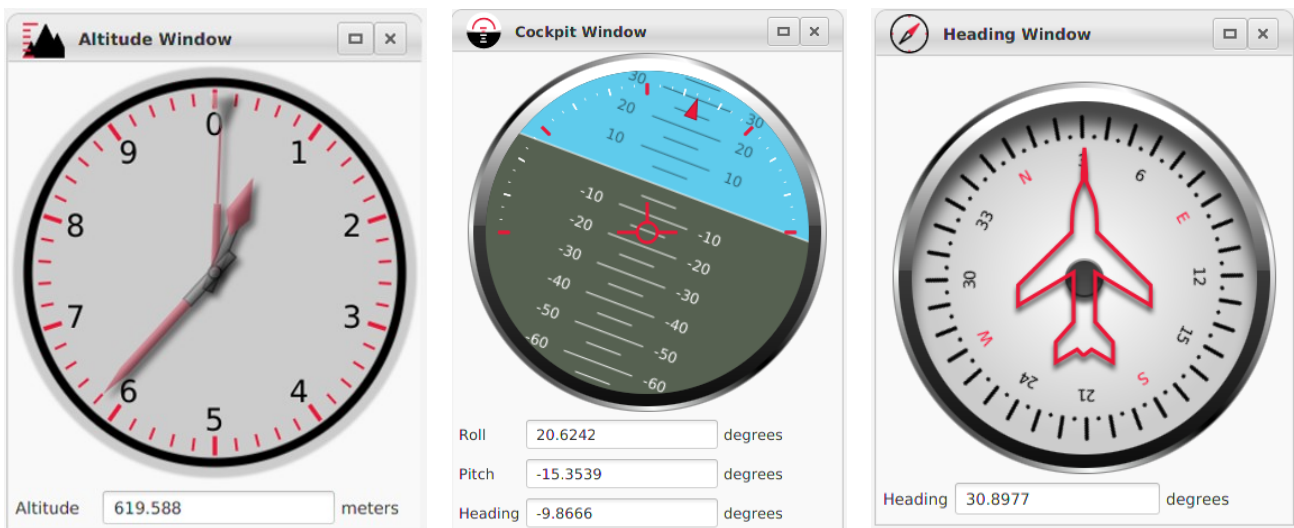 Altitude Window
0
1
2
3
4
5
6
7
8
9
Altitude 619.588 meters
Cockpit Window
30 30
20 20
10 10
-10 -10
-20 -20
-30 -30
-40 -40
-50 -50
-60 -60
Roll 20.6242 degrees
Pitch -15.3539 degrees
Heading -9.8666 degrees
Heading Window
N
3
6
E
12
15
S
21
24
W
30
33
Heading 30.8977 degrees